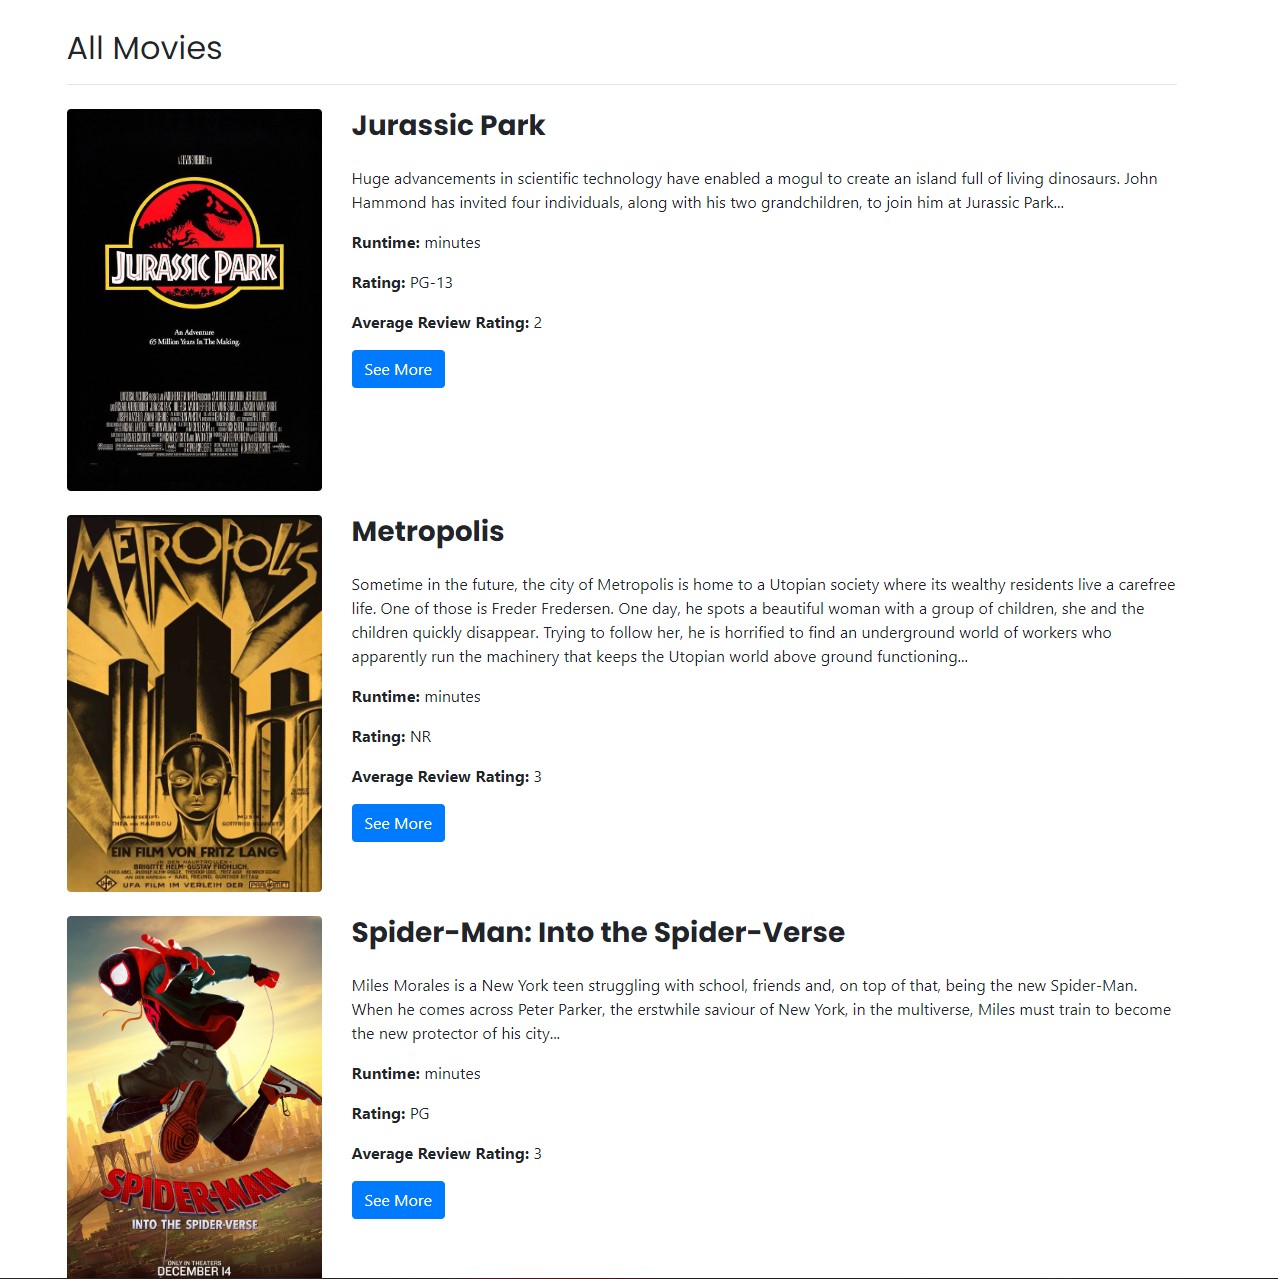 All Movies
Jurassic Park
Huge advancements in scientific technology have enabled a mogul to create an island full of living dinosaurs. John
Hammond has invited four individuals, along with his two grandchildren, to join him at Jurassic Park...
Runtime: minutes
Rating: PG-13
Average Review Rating: 2
See More
JURASSIC PARK
An Adventure
65 Million Years In The Making.
Metropolis
Sometime in the future, the city of Metropolis is home to a Utopian society where its wealthy residents live a carefree
life. One of those is Freder Fredersen. One day, he spots a beautiful woman with a group of children, she and the
children quickly disappear. Trying to follow her, he is horrified to find an underground world of workers who
apparently run the machinery that keeps the Utopian world above ground functioning...
Runtime: minutes
Rating: NR
Average Review Rating: 3
See More
METROPOLIS
MANUSCRIPT:
THEA VON HARBOU
EIN FILM VON FRITZ LANG
IN DEN HAUPTROLLEN
BRIGITTE HELM-GUSTAV FRÖHLICH.
UFA FILM IM VERLEIH DER PARUFAMET
Spider-Man: Into the Spider-Verse
Miles Morales is a New York teen struggling with school, friends and, on top of that, being the new Spider-Man.
When he comes across Peter Parker, the erstwhile saviour of New York, in the multiverse, Miles must train to become
the new protector of his city...
Runtime: minutes
Rating: PG
Average Review Rating: 3
See More
SPIDER-MAN
INTO THE SPIDER-VERSE
ONLY IN THEATERS
DECEMBER 14